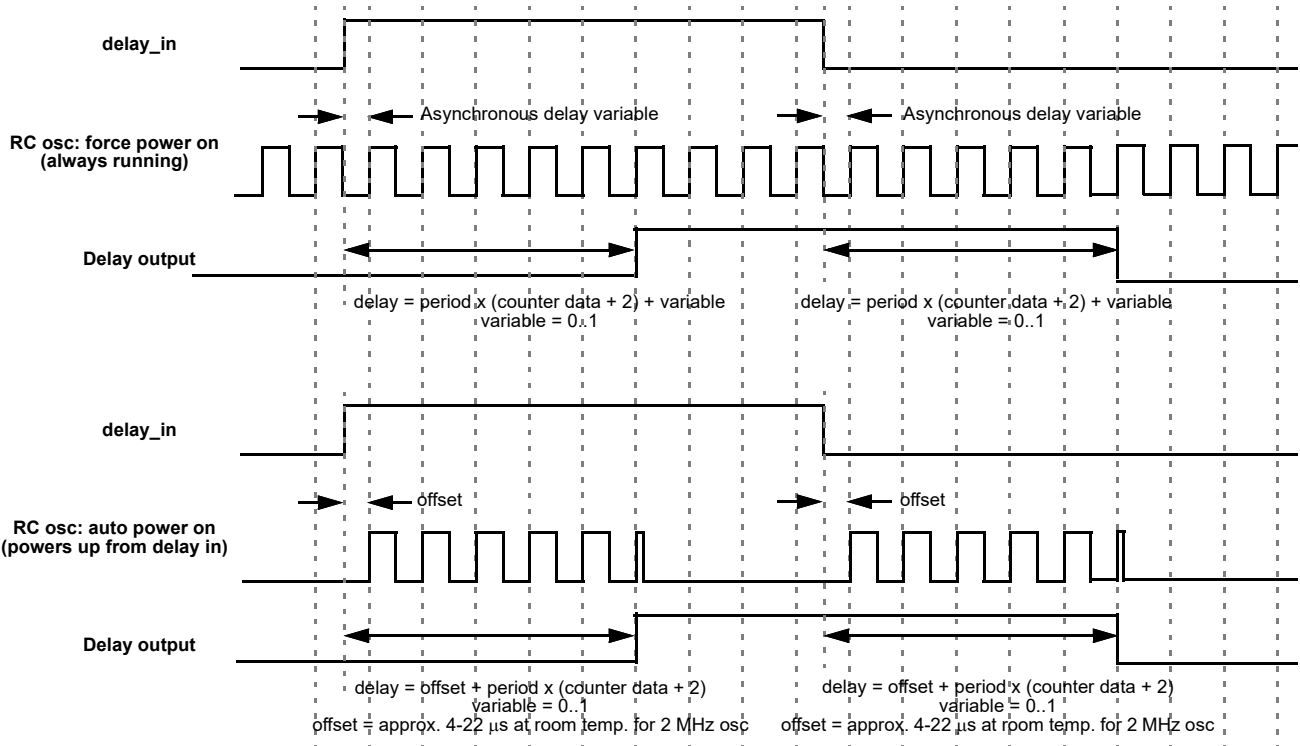 delay_in
Asynchronous delay variable
Asynchronous delay variable
RC osc: force power on
(always running)
Delay output
delay = period x (counter data + 2) + variable
variable = 0..1
delay = period x (counter data + 2) + variable
variable = 0..1
delay_in
offset
offset
RC osc: auto power on
(powers up from delay in)
Delay output
delay = offset + period x (counter data + 2)
variable = 0..1
offset = approx. 4-22 μs at room temp. for 2 MHz osc
delay = offset + period x (counter data + 2)
variable = 0..1
offset = approx. 4-22 μs at room temp. for 2 MHz osc